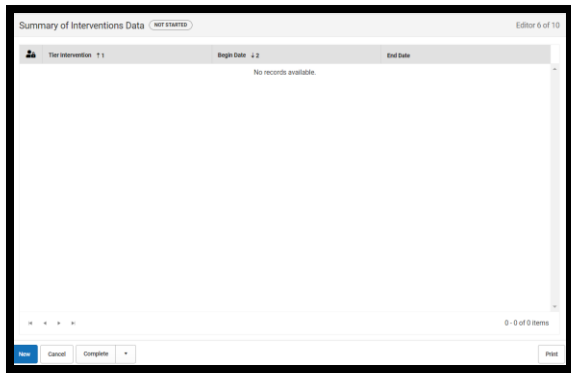 Summary of Interventions Data NOT STARTED Editor 6 of 10
Tier Intervention ↑ 1 Begin Date ↓ 2 End Date
No records available.
0 - 0 of 0 items
New Cancel Complete Print